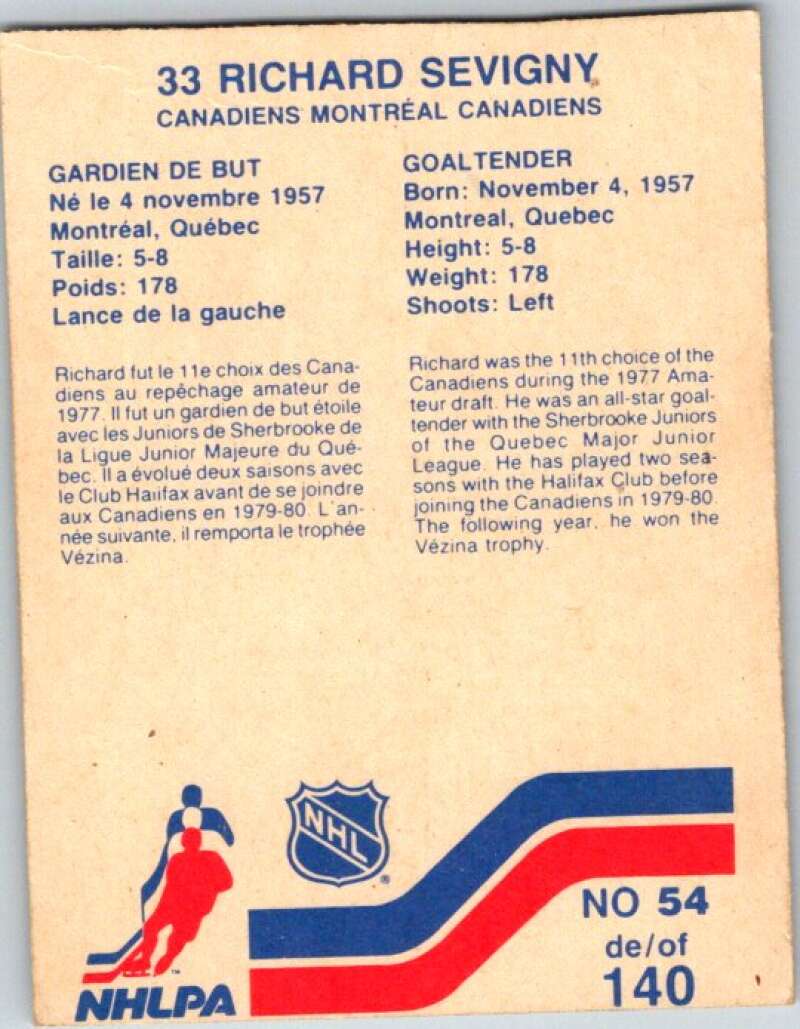 33 RICHARD SEVIGNY
CANADIENS MONTRÉAL CANADIENS
GARDIEN DE BUT
Né le 4 novembre 1957
Montréal, Québec
Taille: 5-8
Poids: 178
Lance de la gauche
Richard fut le 11e choix des Cana-
diens au repêchage amateur de
1977. Il fut un gardien de but étoile
avec les Juniors de Sherbrooke de
la Ligue Junior Majeure du Qué-
bec. Il a évolué deux saisons avec
le Club Halifax avant de se joindre
aux Canadiens en 1979-80. L'an-
née suivante, il remporta le trophée
Vézina.
GOALTENDER
Born: November 4, 1957
Montreal, Quebec
Height: 5-8
Weight: 178
Shoots: Left
Richard was the 11th choice of the
Canadiens during the 1977 Ama-
teur draft. He was an all-star goal-
tender with the Sherbrooke Juniors
of the Quebec Major Junior
League. He has played two sea-
sons with the Halifax Club before
joining the Canadiens in 1979-80.
The following year, he won the
Vézina trophy.
NHL
®
™
NHLPA
NO 54
de/of
140